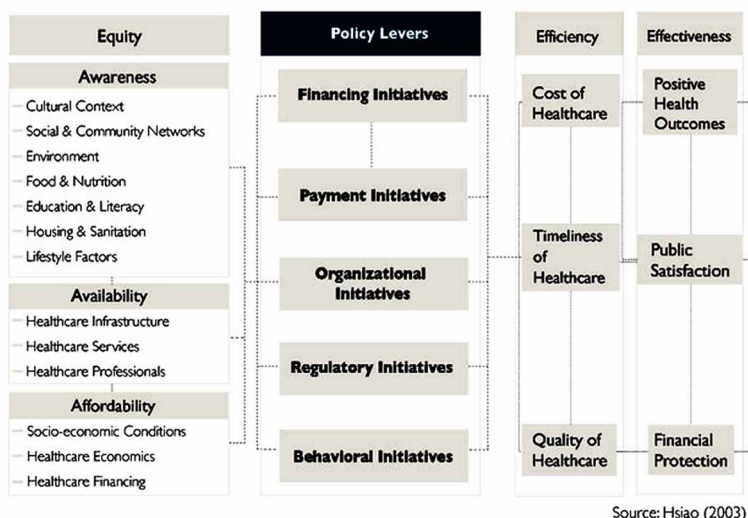 Equity
Awareness
Cultural Context
Social & Community Networks
Environment
Food & Nutrition
Education & Literacy
Housing & Sanitation
Lifestyle Factors
Availability
Healthcare Infrastructure
Healthcare Services
Healthcare Professionals
Affordability
Socio-economic Conditions
Healthcare Economics
Healthcare Financing
Policy Levers
Financing Initiatives
Payment Initiatives
Organizational
Initiatives
Regulatory Initiatives
Behavioral Initiatives
Efficiency
Cost of
Healthcare
Timeliness
of
Healthcare
Quality of
Healthcare
Effectiveness
Positive
Health
Outcomes
Public
Satisfaction
Financial
Protection
Source: Hsiao (2003)